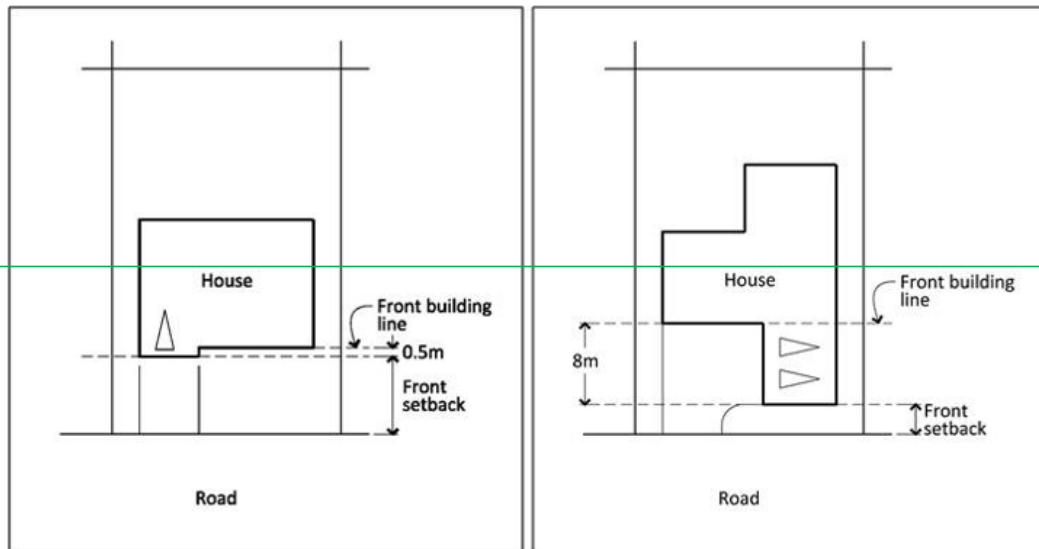 House
Front building
line
0.5m
Front
setback
Road
House
Front building
line
8m
Front
setback
Road